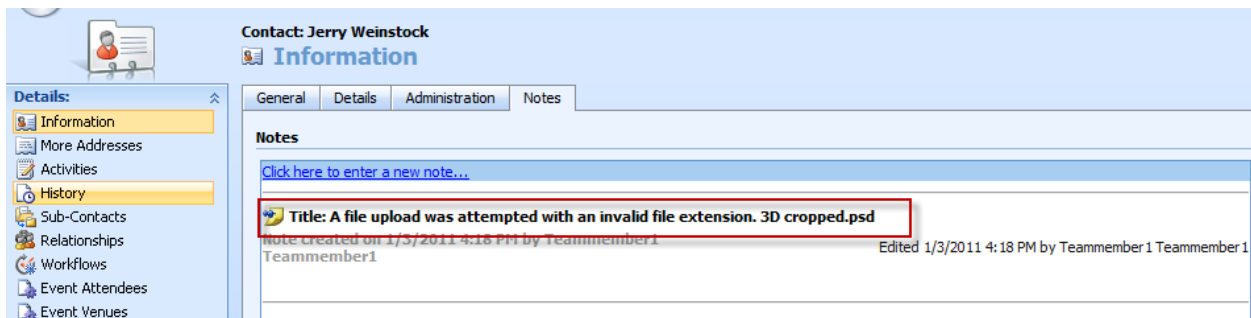 Contact: Jerry Weinstock
Information
Details:
Information
More Addresses
Activities
History
Sub-Contacts
Relationships
Workflows
Event Attendees
Event Venues
General Details Administration Notes
Notes
Click here to enter a new note...
Title: A file upload was attempted with an invalid file extension. 3D cropped.psd
Note created on 1/3/2011 4:18 PM by Teammember1
Teammember1
Edited 1/3/2011 4:18 PM by Teammember1 Teammember1